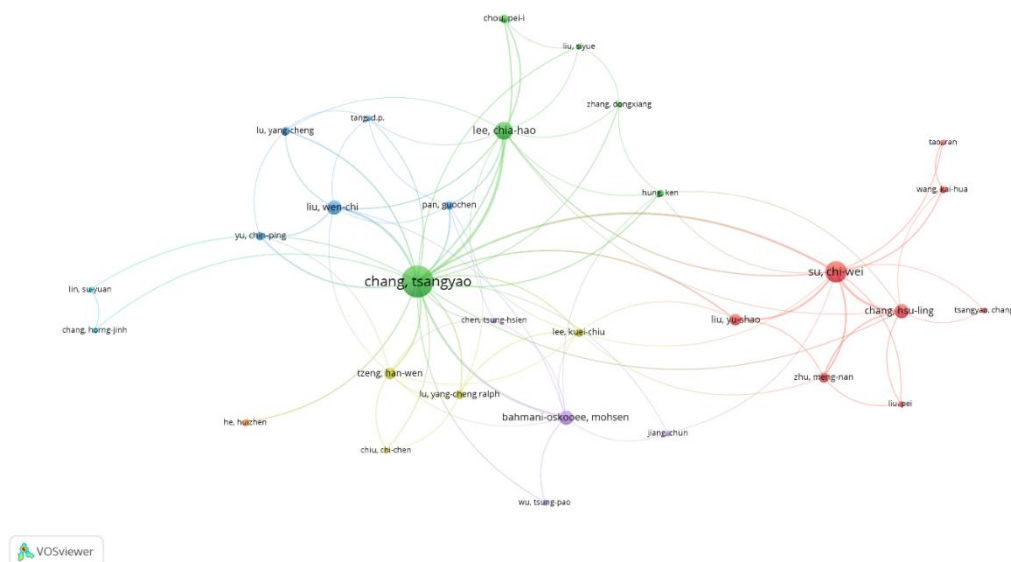 chou, pei-i
liu, siyue
zhang, dongxiang
tang, d.p.
lu, yang-cheng
lee, chia-hao
tao, ran
wang, kai-hua
hung, ken
liu, wen-chi
pan, guochen
yu, chin-ping
su, chi-wei
chang, tsangyao
lin, su-yuan
chang, hsu-ling
tsangyao, chang
liu, yu-shao
chen, tsung-hsien
chang, horng-jinh
lee, kuei-chiu
tzeng, han-wen
zhu, meng-nan
lu, yang-cheng ralph
liu, pei
bahmani-oskooee, mohsen
he, huizhen
jiang, chun
chiu, chi-chen
wu, tsung-pao
VOSviewer